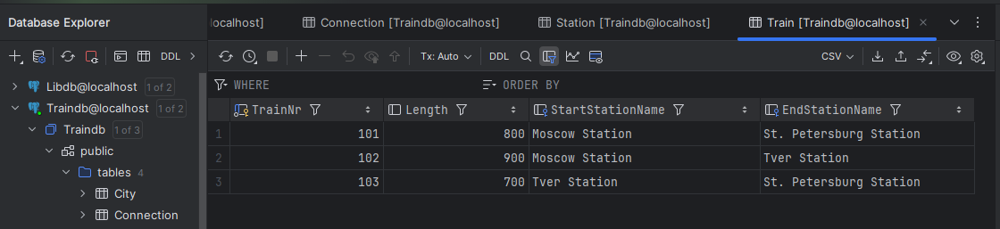 Database Explorer
localhost]
Connection [Traindb@localhost]
Station [Traindb@localhost]
Train [Traindb@localhost]
DDL
Tx: Auto
DDL
CSV
WHERE
ORDER BY
Libdb@localhost 1 of 2
Traindb@localhost 1 of 2
Traindb 1 of 3
public
tables 4
City
Connection
TrainNr Length StartStationName EndStationName
1 101 800 Moscow Station St. Petersburg Station
2 102 900 Moscow Station Tver Station
3 103 700 Tver Station St. Petersburg Station